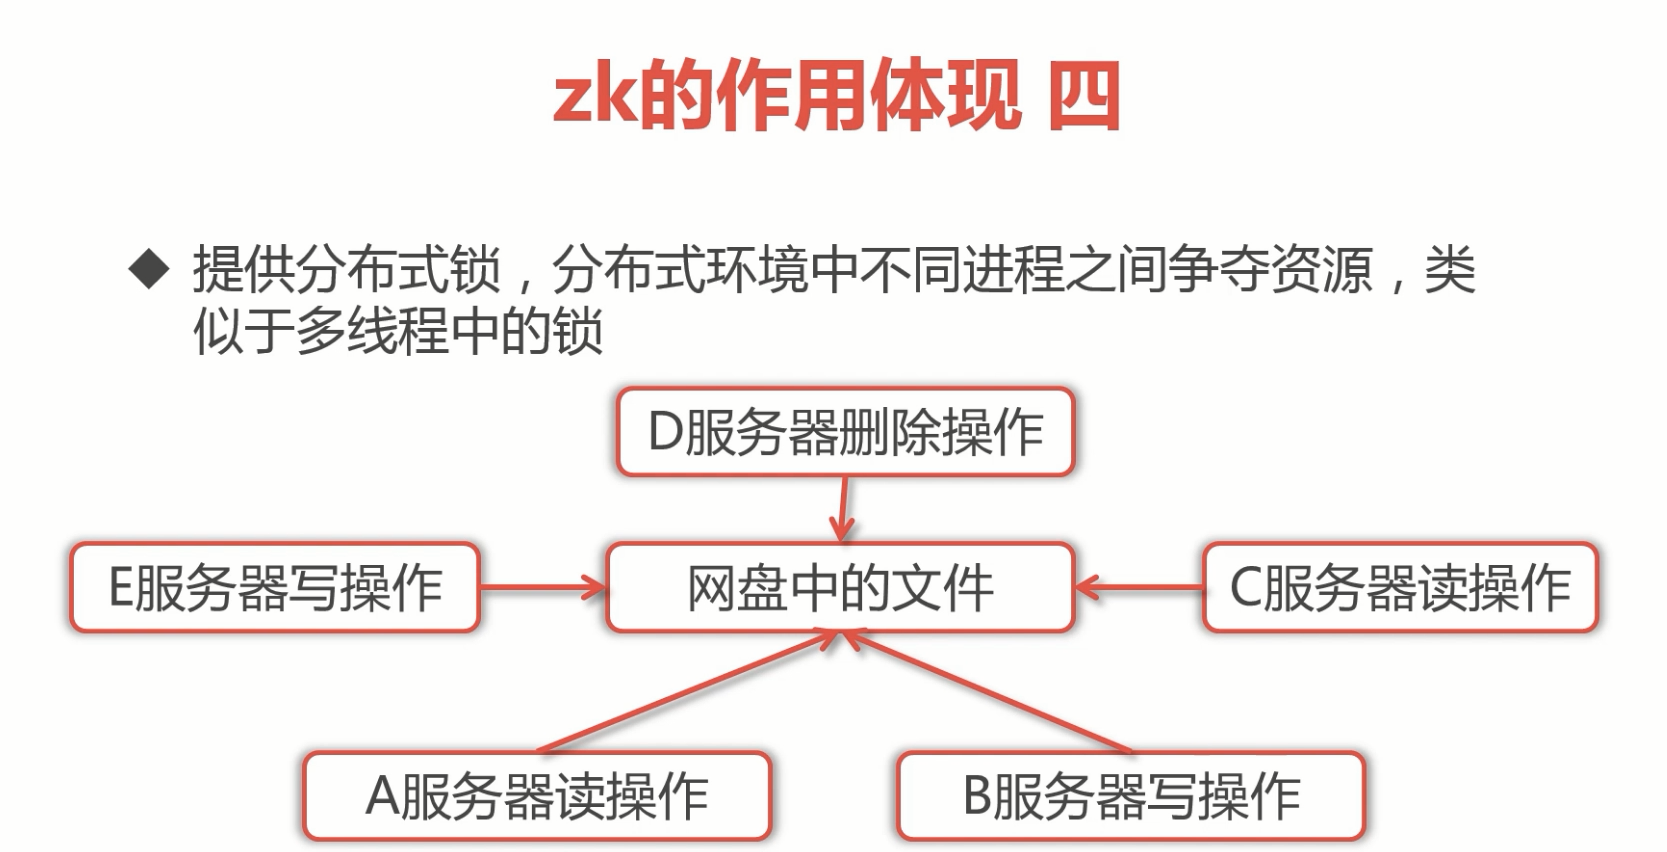 zk的作用体现 四
◆ 提供分布式锁，分布式环境中不同进程之间争夺资源，类
似于多线程中的锁
D服务器删除操作
E服务器写操作
网盘中的文件
C服务器读操作
A服务器读操作
B服务器写操作